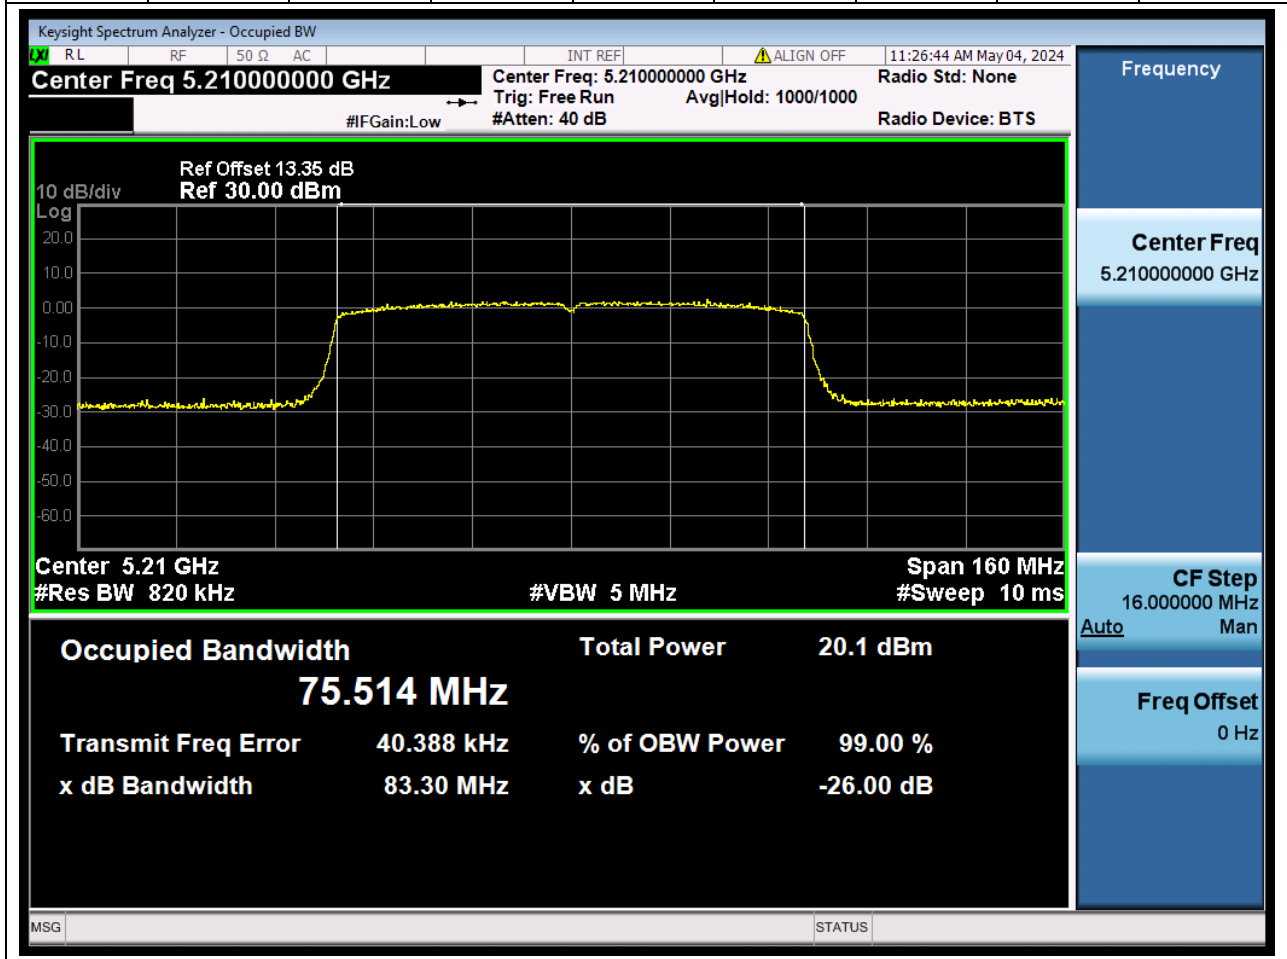 Keysight Spectrum Analyzer - Occupied BW
LXI RL RF 50 Ω AC INT REF ALIGN OFF 11:26:44 AM May 04, 2024
Center Freq 5.210000000 GHz Center Freq: 5.210000000 GHz Radio Std: None
Trig: Free Run Avg|Hold: 1000/1000
#IFGain:Low #Atten: 40 dB Radio Device: BTS
Ref Offset 13.35 dB
10 dB/div Ref 30.00 dBm
Log
20.0
10.0
0.00
-10.0
-20.0
-30.0
-40.0
-50.0
-60.0
Center 5.21 GHz Span 160 MHz
#Res BW 820 kHz #VBW 5 MHz #Sweep 10 ms
Occupied Bandwidth Total Power 20.1 dBm
75.514 MHz
Transmit Freq Error 40.388 kHz % of OBW Power 99.00 %
x dB Bandwidth 83.30 MHz x dB -26.00 dB
MSG STATUS
Frequency
Center Freq
5.210000000 GHz
CF Step
16.000000 MHz
Auto Man
Freq Offset
0 Hz